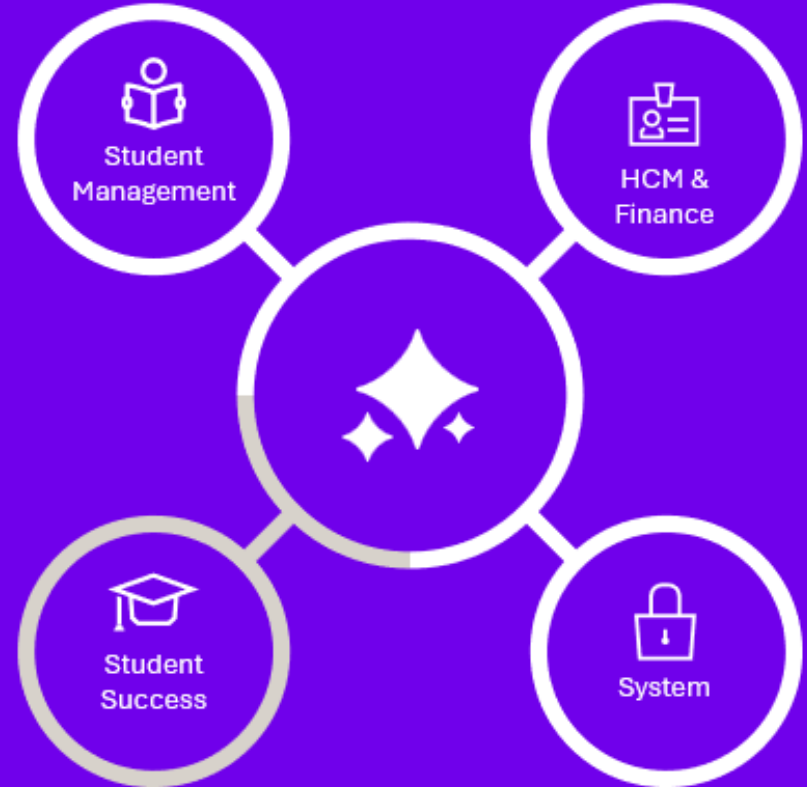 Student
Management
HCM &
Finance
Student
Success
System